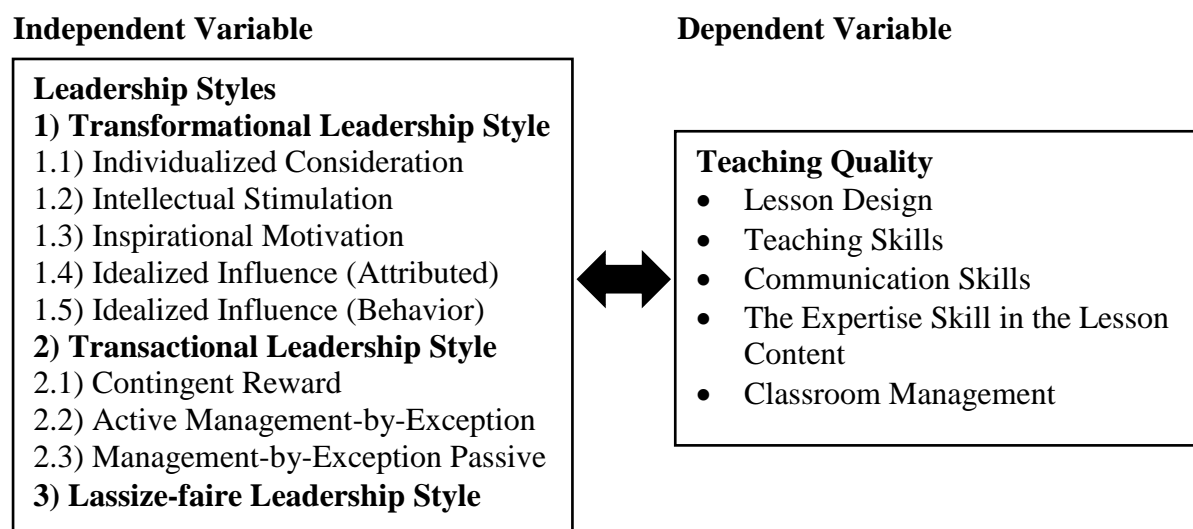 Independent Variable
Dependent Variable
Leadership Styles
1) Transformational Leadership Style
1.1) Individualized Consideration
1.2) Intellectual Stimulation
1.3) Inspirational Motivation
1.4) Idealized Influence (Attributed)
1.5) Idealized Influence (Behavior)
2) Transactional Leadership Style
2.1) Contingent Reward
2.2) Active Management-by-Exception
2.3) Management-by-Exception Passive
3) Lassize-faire Leadership Style
Teaching Quality
• Lesson Design
• Teaching Skills
• Communication Skills
• The Expertise Skill in the Lesson
Content
• Classroom Management